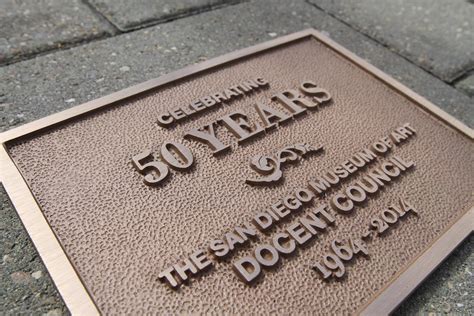 CELEBRATING
50 YEARS
THE SAN DIEGO MUSEUM OF ART
DOCENT COUNCIL
1964-2014